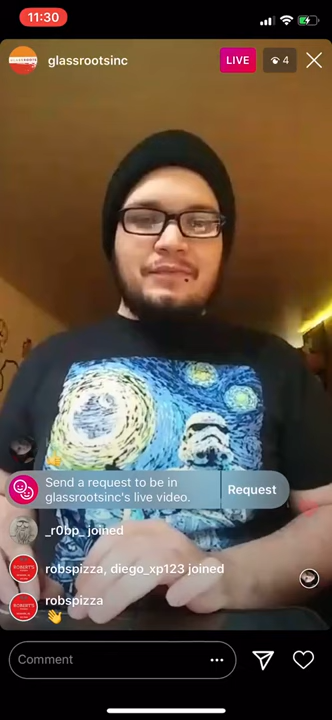 11:30
glassrootsinc
LIVE
4
Send a request to be in
glassrootsinc's live video.
Request
_r0bp_ joined
robspizza, diego_xp123 joined
robspizza
👋
Comment